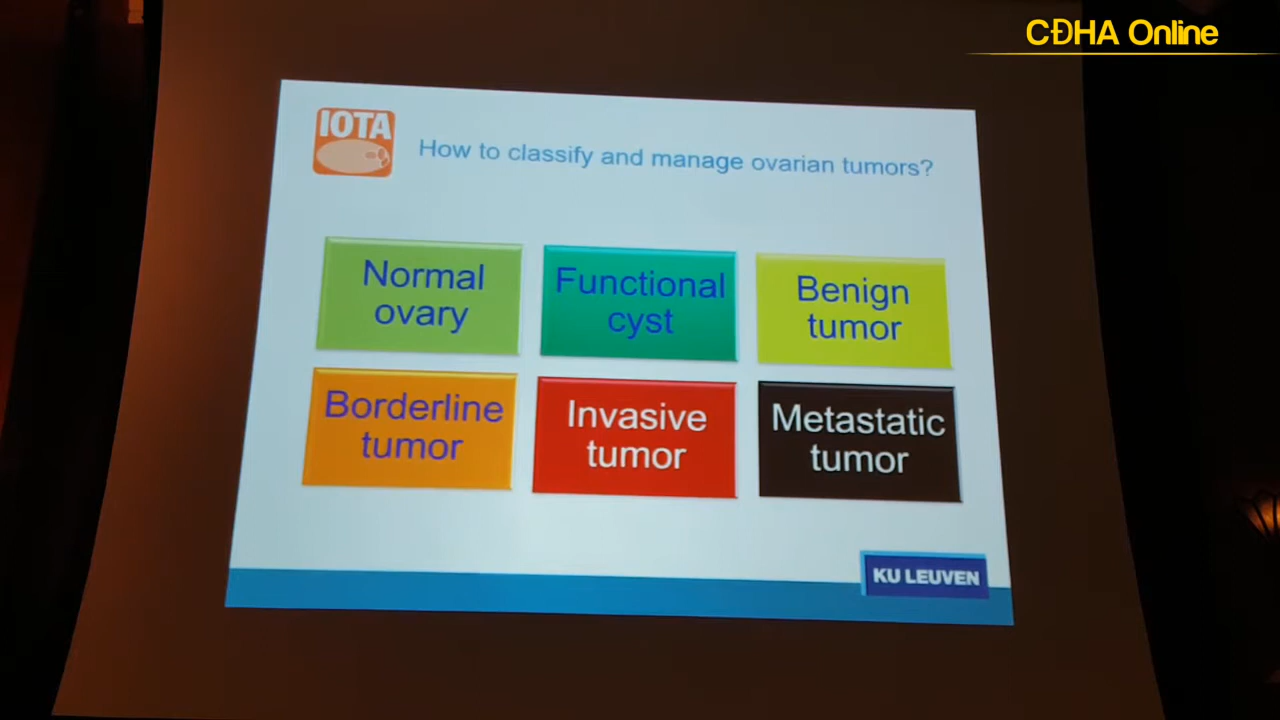 CĐHA Online
IOTA
How to classify and manage ovarian tumors?
Normal
ovary
Functional
cyst
Benign
tumor
Borderline
tumor
Invasive
tumor
Metastatic
tumor
KU LEUVEN